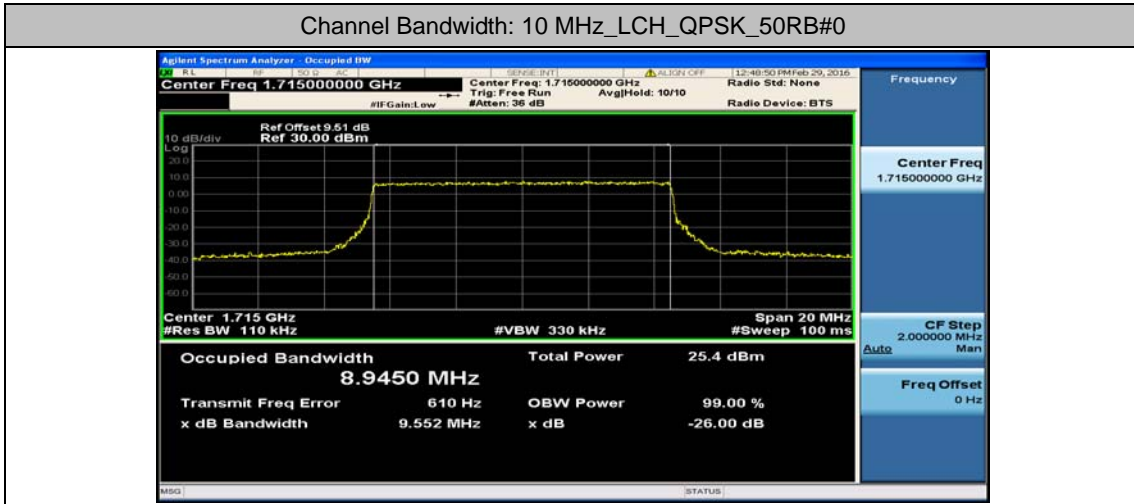 Channel Bandwidth: 10 MHz_LCH_QPSK_50RB#0
Agilent Spectrum Analyzer - Occupied BW
RL RF 50 Ω AC SENSE:INT ALIGN OFF 12:48:50 PM Feb 29, 2016
Center Freq 1.715000000 GHz Center Freq: 1.715000000 GHz Radio Std: None
Trig: Free Run Avg|Hold: 10/10
#IFGain:Low #Atten: 36 dB Radio Device: BTS
Frequency
Ref Offset 9.51 dB
10 dB/div Ref 30.00 dBm
Log
20.0
10.0
0.00
-10.0
-20.0
-30.0
-40.0
-50.0
-60.0
Center Freq
1.715000000 GHz
Center 1.715 GHz Span 20 MHz
#Res BW 110 kHz #VBW 330 kHz #Sweep 100 ms
CF Step
2.000000 MHz
Auto Man
Occupied Bandwidth Total Power 25.4 dBm
8.9450 MHz
Transmit Freq Error 610 Hz OBW Power 99.00 %
x dB Bandwidth 9.552 MHz x dB -26.00 dB
Freq Offset
0 Hz
MSG STATUS